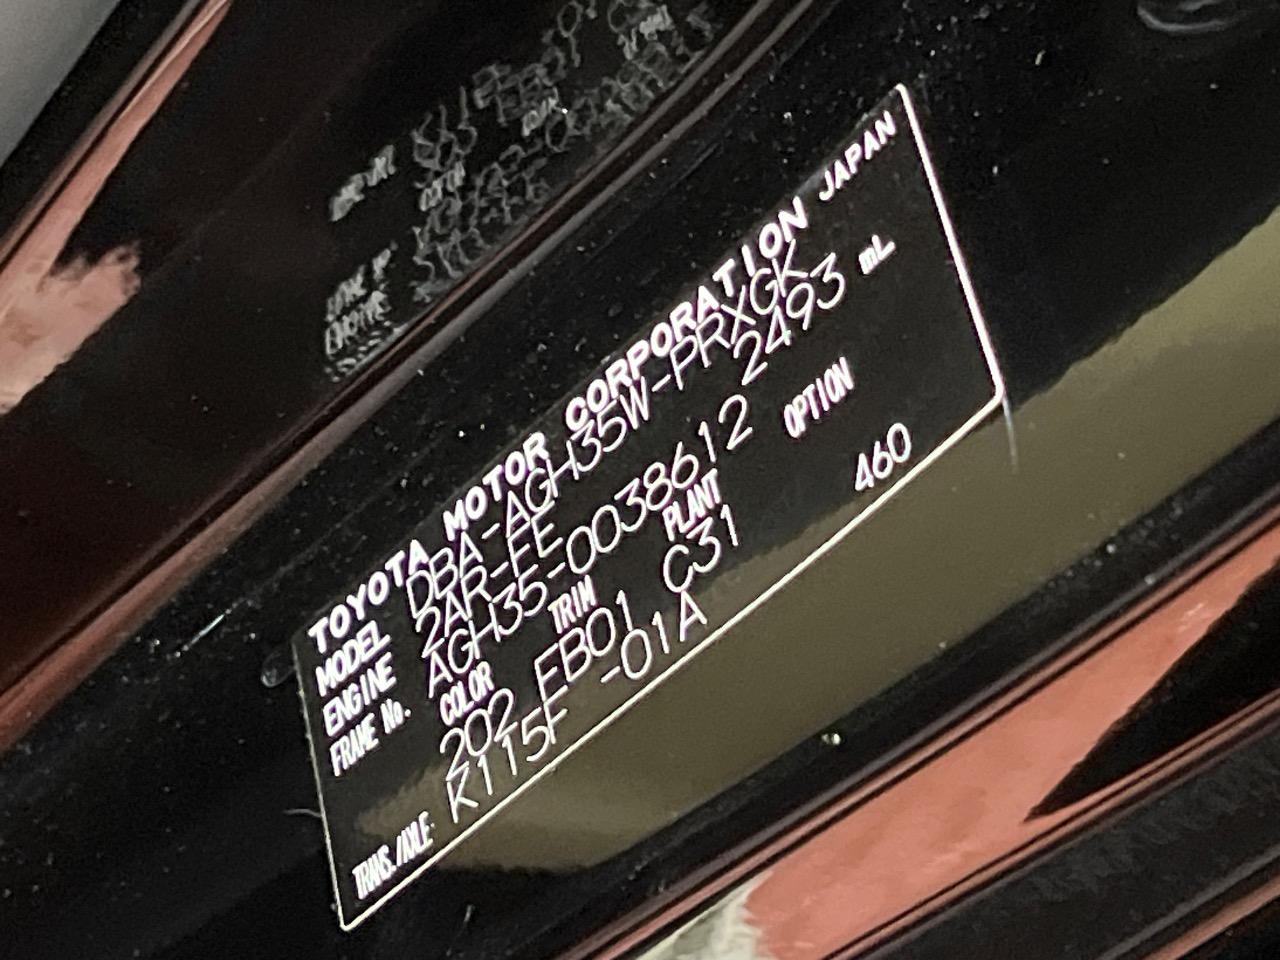 TOYOTA MOTOR CORPORATION JAPAN
MODEL DBA-AGH35W-PRXGK
ENGINE 2AR-FE 2493 mL
FRAME No. AGH35-0038612
COLOR TRIM PLANT OPTION
202 EB01 C31 460
TRANS./AXLE: K115F -01A